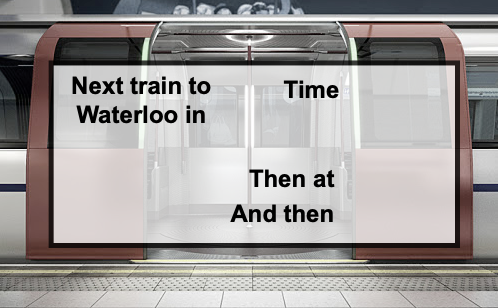 Next train to
Waterloo in
Time
Then at
And then